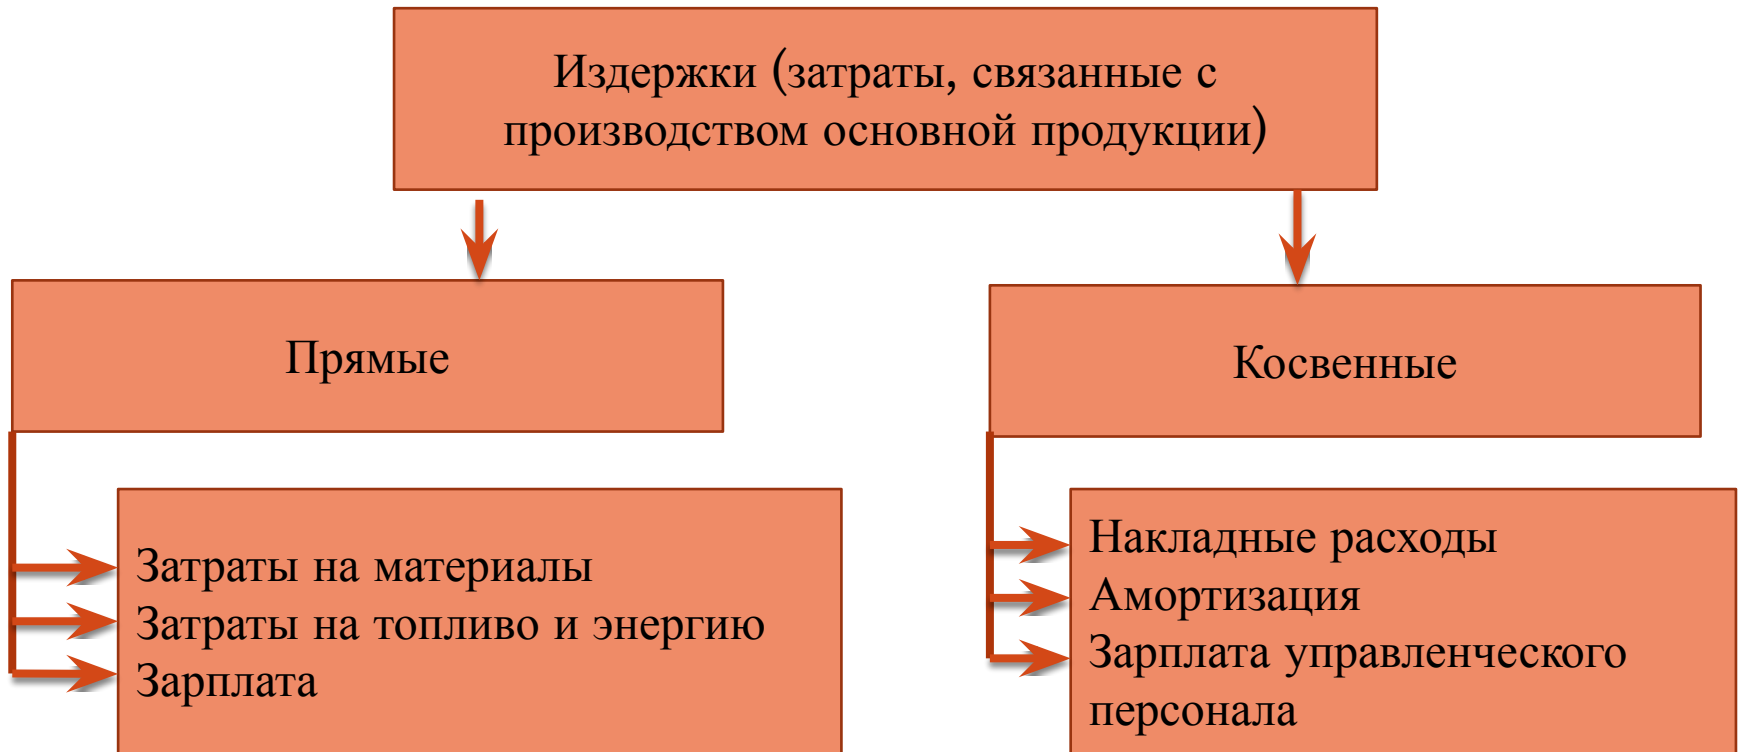 Издержки (затраты, связанные с
производством основной продукции)
Прямые
Косвенные
Затраты на материалы
Затраты на топливо и энергию
Зарплата
Накладные расходы
Амортизация
Зарплата управленческого
персонала